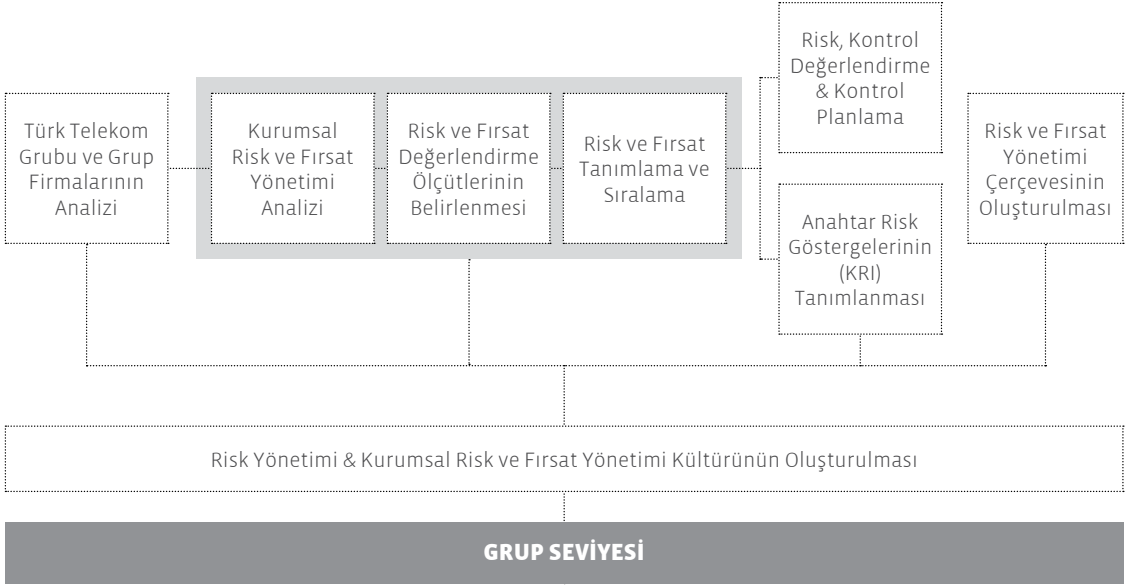 Türk Telekom
Grubu ve Grup
Firmalarının
Analizi
Kurumsal
Risk ve Fırsat
Yönetimi
Analizi
Risk ve Fırsat
Değerlendirme
Ölçütlerinin
Belirlenmesi
Risk ve Fırsat
Tanımlama ve
Sıralama
Risk, Kontrol
Değerlendirme
& Kontrol
Planlama
Anahtar Risk
Göstergelerinin
(KRI)
Tanımlanması
Risk ve Fırsat
Yönetimi
Çerçevesinin
Oluşturulması
Risk Yönetimi & Kurumsal Risk ve Fırsat Yönetimi Kültürünün Oluşturulması
GRUP SEVİYESİ